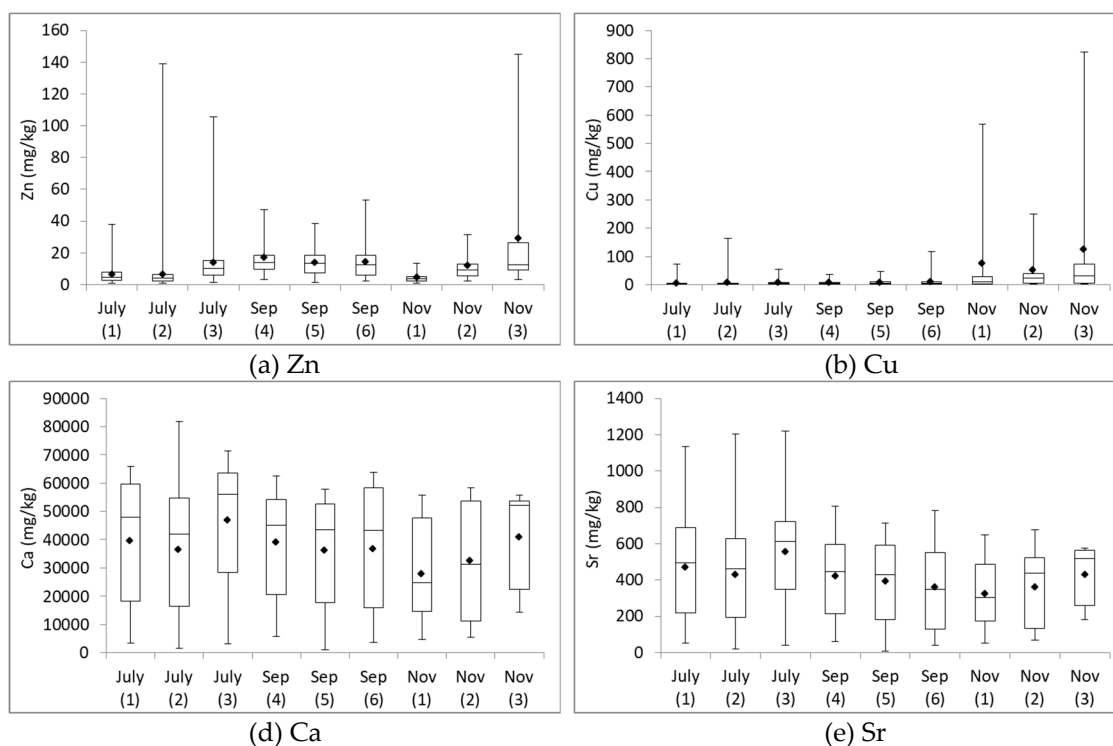 Zn (mg/kg)
160
140
120
100
80
60
40
20
0
July July July Sep Sep Sep Nov Nov Nov
(1) (2) (3) (4) (5) (6) (1) (2) (3)
(a) Zn
Cu (mg/kg)
900
800
700
600
500
400
300
200
100
0
July July July Sep Sep Sep Nov Nov Nov
(1) (2) (3) (4) (5) (6) (1) (2) (3)
(b) Cu
Ca (mg/kg)
90000
80000
70000
60000
50000
40000
30000
20000
10000
0
July July July Sep Sep Sep Nov Nov Nov
(1) (2) (3) (4) (5) (6) (1) (2) (3)
(d) Ca
Sr (mg/kg)
1400
1200
1000
800
600
400
200
0
July July July Sep Sep Sep Nov Nov Nov
(1) (2) (3) (4) (5) (6) (1) (2) (3)
(e) Sr